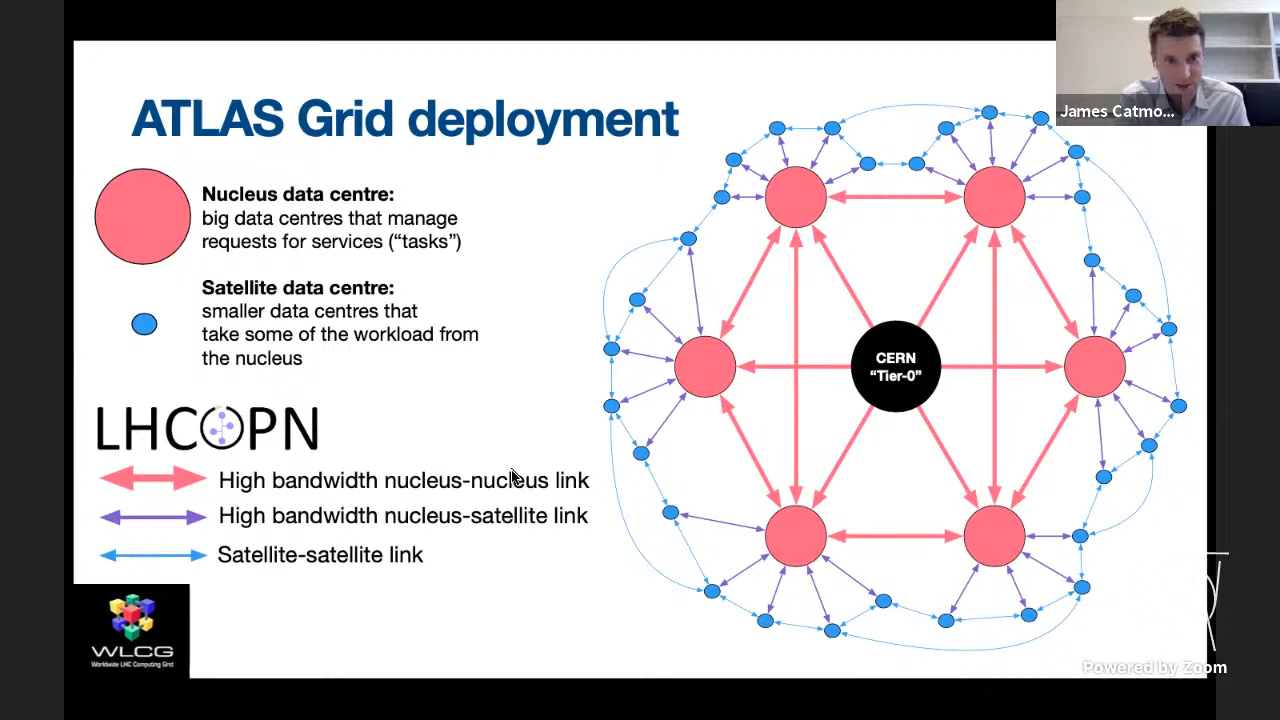 James Catmo...
ATLAS Grid deployment
Nucleus data centre:
big data centres that manage
requests for services (“tasks”)
Satellite data centre:
smaller data centres that
take some of the workload from
the nucleus
CERN
“Tier-0”
LHCOPN
High bandwidth nucleus-nucleus link
High bandwidth nucleus-satellite link
Satellite-satellite link
WLCG
Worldwide LHC Computing Grid
Powered by Zoom